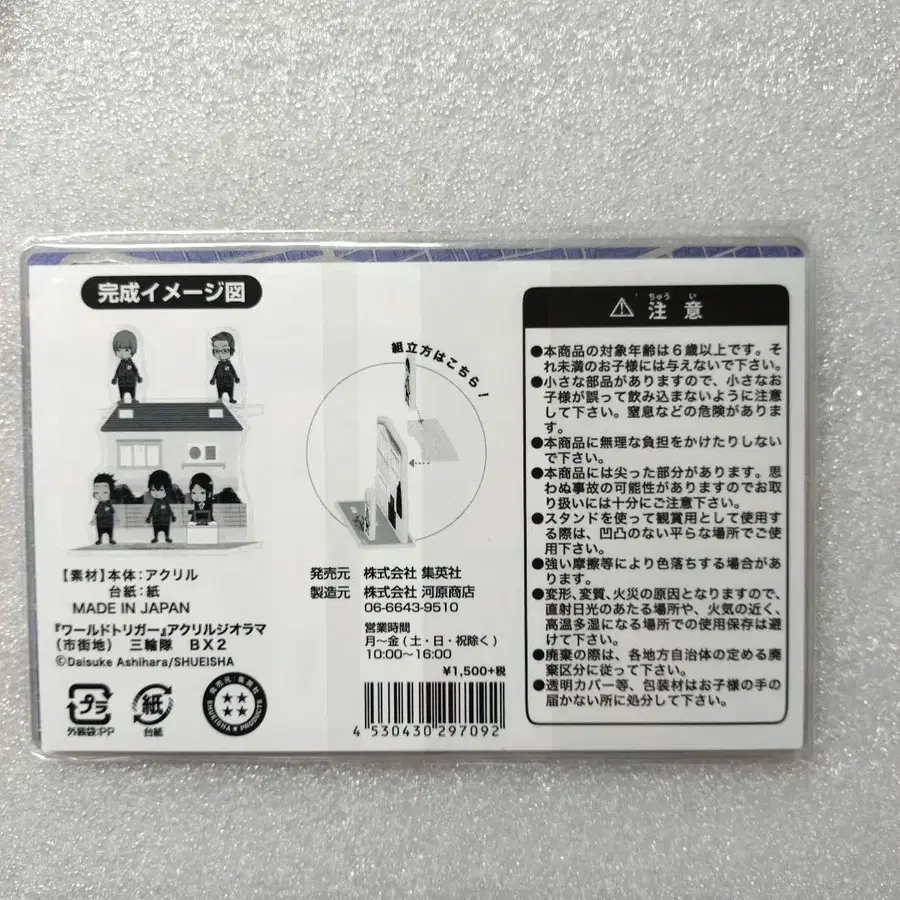 完成イメージ図
組立方はこちら!
【素材】本体:アクリル
台紙:紙
MADE IN JAPAN
『ワールドトリガー』アクリルジオラマ
(市街地) 三輪隊 BX2
©Daisuke Ashihara/SHUEISHA
プラ
外装袋:PP
紙
台紙
発売元:集英社
SHUEISHA PRODUCTS
発売元 株式会社 集英社
製造元 株式会社 河原商店
06-6643-9510
営業時間
月〜金(土・日・祝除く)
10:00〜16:00
¥1,500+税
4 530430 297092
ちゅう い
⚠ 注 意
●本商品の対象年齢は6歳以上です。そ
れ未満のお子様には与えないで下さい。
●小さな部品がありますので、小さなお
子様が誤って飲み込まないように注意
して下さい。窒息などの危険がありま
す。
●本商品に無理な負担をかけたりしない
で下さい。
●本商品には尖った部分があります。思
わぬ事故の可能性がありますのでお取
り扱いには十分にご注意下さい。
●スタンドを使って観賞用として使用す
る際は、凹凸のない平らな場所でご使
用下さい。
●強い摩擦等により色落ちする場合が
あります。
●変形、変質、火災の原因となりますので、
直射日光のあたる場所や、火気の近く、
高温多湿になる場所での使用保存は避
けて下さい。
●廃棄の際は、各地方自治体の定める廃
棄区分に従って下さい。
●透明カバー等、包装材はお子様の手の
届かない所に処分して下さい。